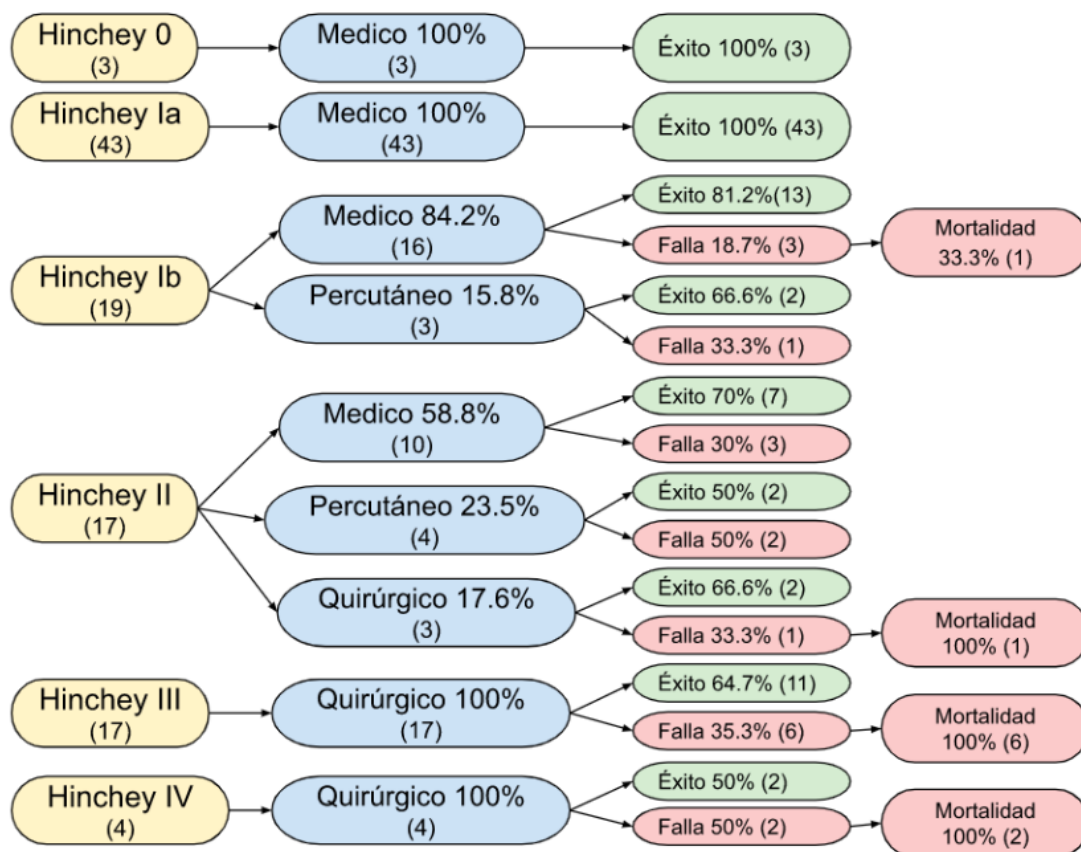 Hinchey 0
(3)
Medico 100%
(3)
Éxito 100% (3)
Hinchey Ia
(43)
Medico 100%
(43)
Éxito 100% (43)
Hinchey Ib
(19)
Medico 84.2%
(16)
Éxito 81.2%(13)
Falla 18.7% (3)
Mortalidad
33.3% (1)
Percutáneo 15.8%
(3)
Éxito 66.6% (2)
Falla 33.3% (1)
Hinchey II
(17)
Medico 58.8%
(10)
Éxito 70% (7)
Falla 30% (3)
Percutáneo 23.5%
(4)
Éxito 50% (2)
Falla 50% (2)
Quirúrgico 17.6%
(3)
Éxito 66.6% (2)
Falla 33.3% (1)
Mortalidad
100% (1)
Hinchey III
(17)
Quirúrgico 100%
(17)
Éxito 64.7% (11)
Falla 35.3% (6)
Mortalidad
100% (6)
Hinchey IV
(4)
Quirúrgico 100%
(4)
Éxito 50% (2)
Falla 50% (2)
Mortalidad
100% (2)